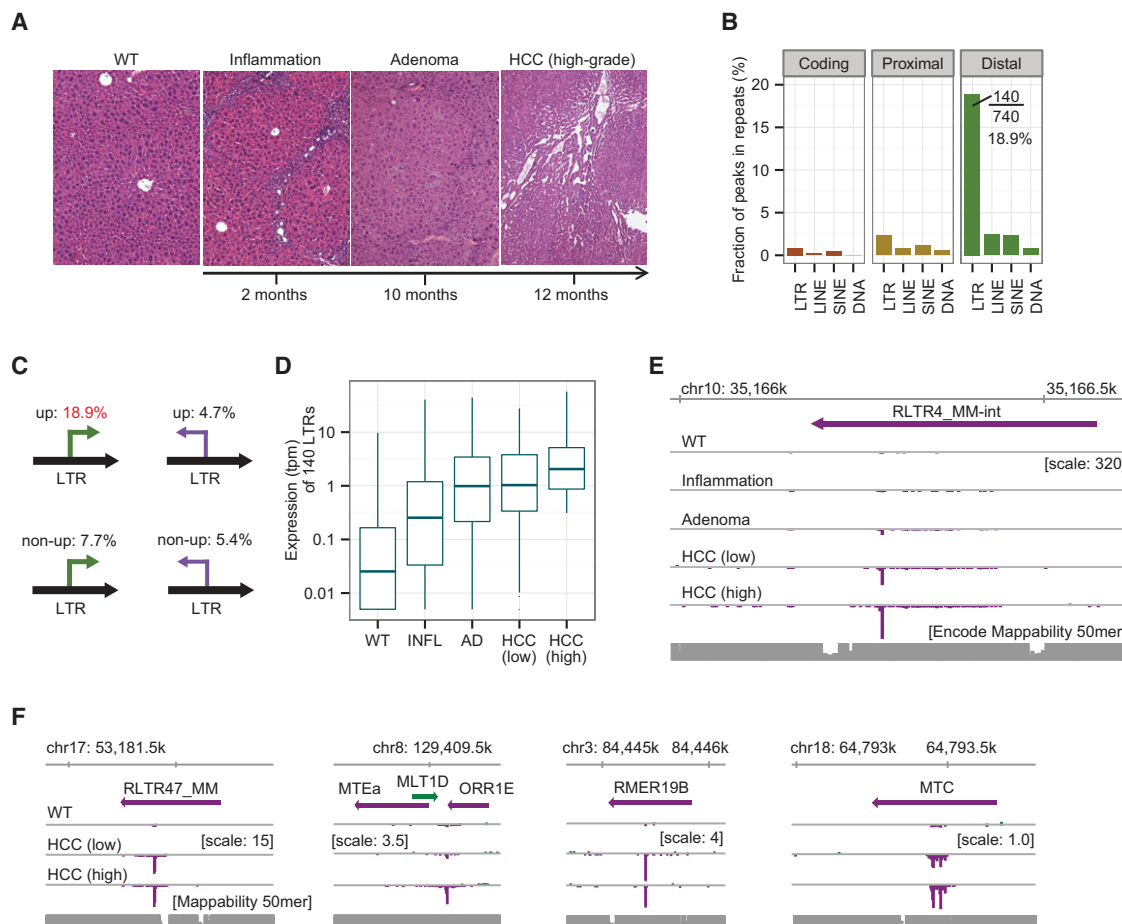 A
WT
Inflammation
Adenoma
HCC (high-grade)
2 months
10 months
12 months
B
Coding
Proximal
Distal
Fraction of peaks in repeats (%)
20
15
10
5
0
140
740
18.9%
LTR
LINE
SINE
DNA
LTR
LINE
SINE
DNA
LTR
LINE
SINE
DNA
C
up: 18.9%
LTR
up: 4.7%
LTR
non-up: 7.7%
LTR
non-up: 5.4%
LTR
D
Expression (tpm)
of 140 LTRs
10
1
0.1
0.01
WT
INFL
AD
HCC
(low)
HCC
(high)
E
chr10: 35,166k
35,166.5k
RLTR4_MM-int
WT
[scale: 320
Inflammation
Adenoma
HCC (low)
HCC (high)
[Encode Mappability 50mer
F
chr17: 53,181.5k
RLTR47_MM
WT
HCC (low)
[scale: 15]
HCC (high)
[Mappability 50mer]
chr8: 129,409.5k
MTEa
MLT1D
ORR1E
[scale: 3.5]
chr3: 84,445k
84,446k
RMER19B
[scale: 4]
chr18: 64,793k
64,793.5k
MTC
[scale: 1.0]